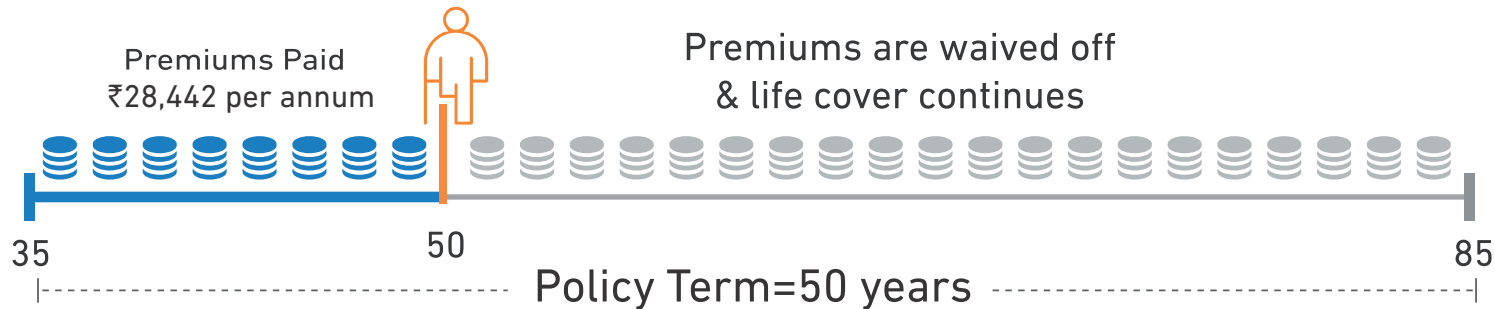 Premiums Paid
₹28,442 per annum
Premiums are waived off
& life cover continues
35
50
85
Policy Term=50 years